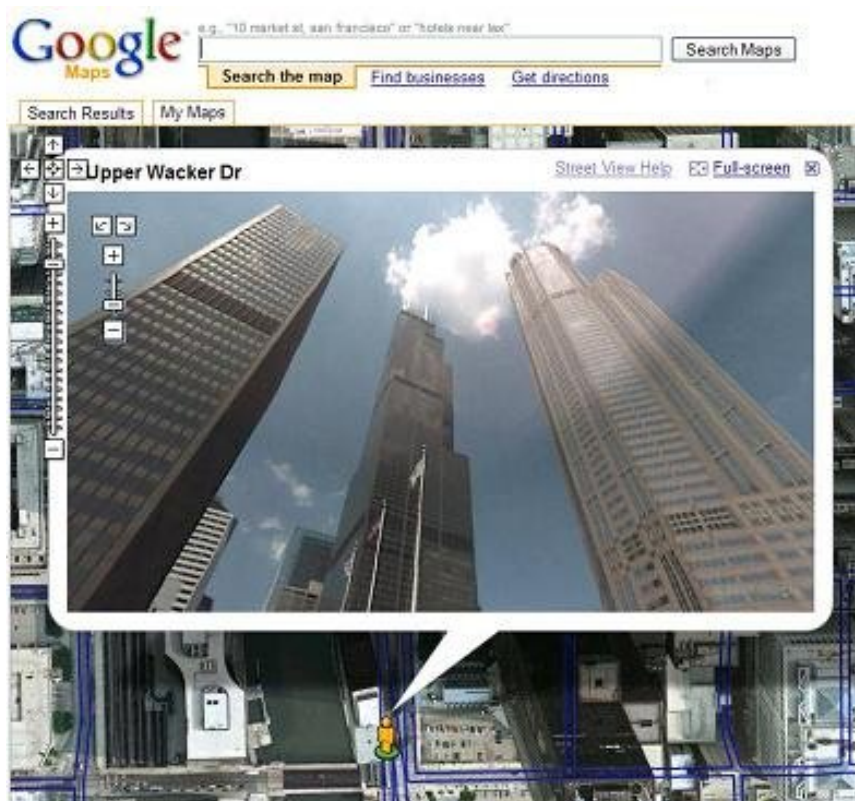 e.g., "10 market st, san francisco" or "hotels near lax"
Google
Maps
Search Maps
Search the map Find businesses Get directions
Search Results My Maps
Upper Wacker Dr Street View Help Full-screen